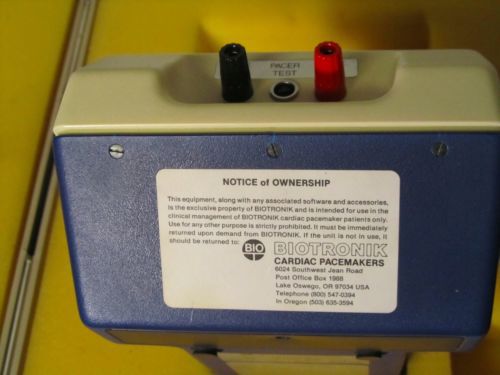 PACER
TEST
NOTICE of OWNERSHIP
This equipment, along with any associated software and accessories,
is the exclusive property of BIOTRONIK and is intended for use in the
clinical management of BIOTRONIK cardiac pacemaker patients only.
Use for any other purpose is strictly prohibited. It must be immediately
returned upon demand from BIOTRONIK. If the unit is not in use, it
should be returned to:
BIO BIOTRONIK
CARDIAC PACEMAKERS
6024 Southwest Jean Road
Post Office Box 1988
Lake Oswego, OR 97034 USA
Telephone (800) 547-0394
In Oregon (503) 635-3594